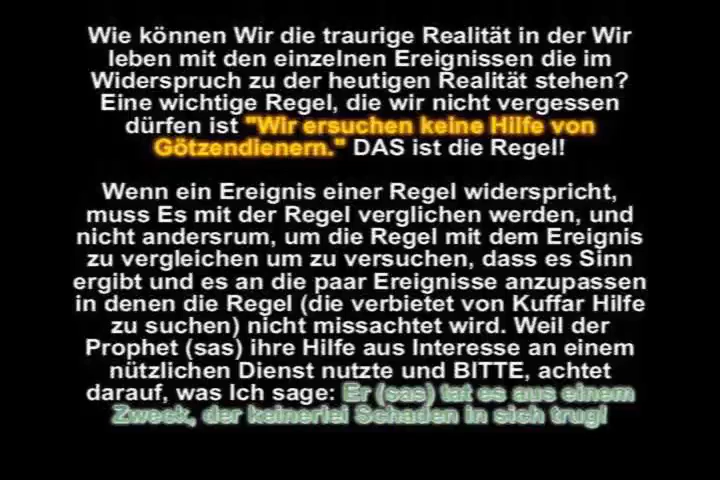 Wie können Wir die traurige Realität in der Wir
leben mit den einzelnen Ereignissen die im
Widerspruch zu der heutigen Realität stehen?
Eine wichtige Regel, die wir nicht vergessen
dürfen ist "Wir ersuchen keine Hilfe von
Götzendienern." DAS ist die Regel!
Wenn ein Ereignis einer Regel widerspricht,
muss Es mit der Regel verglichen werden, und
nicht andersrum, um die Regel mit dem Ereignis
zu vergleichen um zu versuchen, dass es Sinn
ergibt und es an die paar Ereignisse anzupassen
in denen die Regel (die verbietet von Kuffar Hilfe
zu suchen) nicht missachtet wird. Weil der
Prophet (sas) ihre Hilfe aus Interesse an einem
nützlichen Dienst nutzte und BITTE, achtet
darauf, was Ich sage: Er (sas) tat es aus einem
Zweck, der keinerlei Schaden in sich trug!